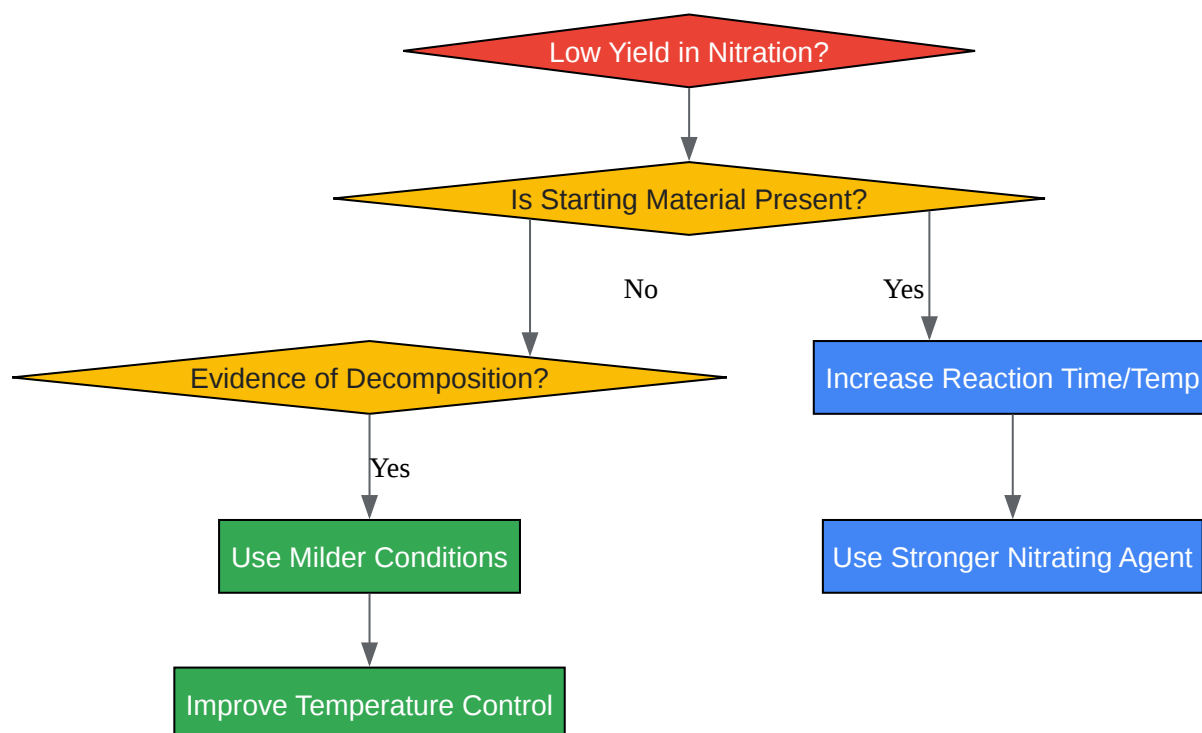 Low Yield in Nitration?
Is Starting Material Present?
No
Yes
Evidence of Decomposition?
Increase Reaction Time/Temp
Yes
Use Milder Conditions
Use Stronger Nitrating Agent
Improve Temperature Control